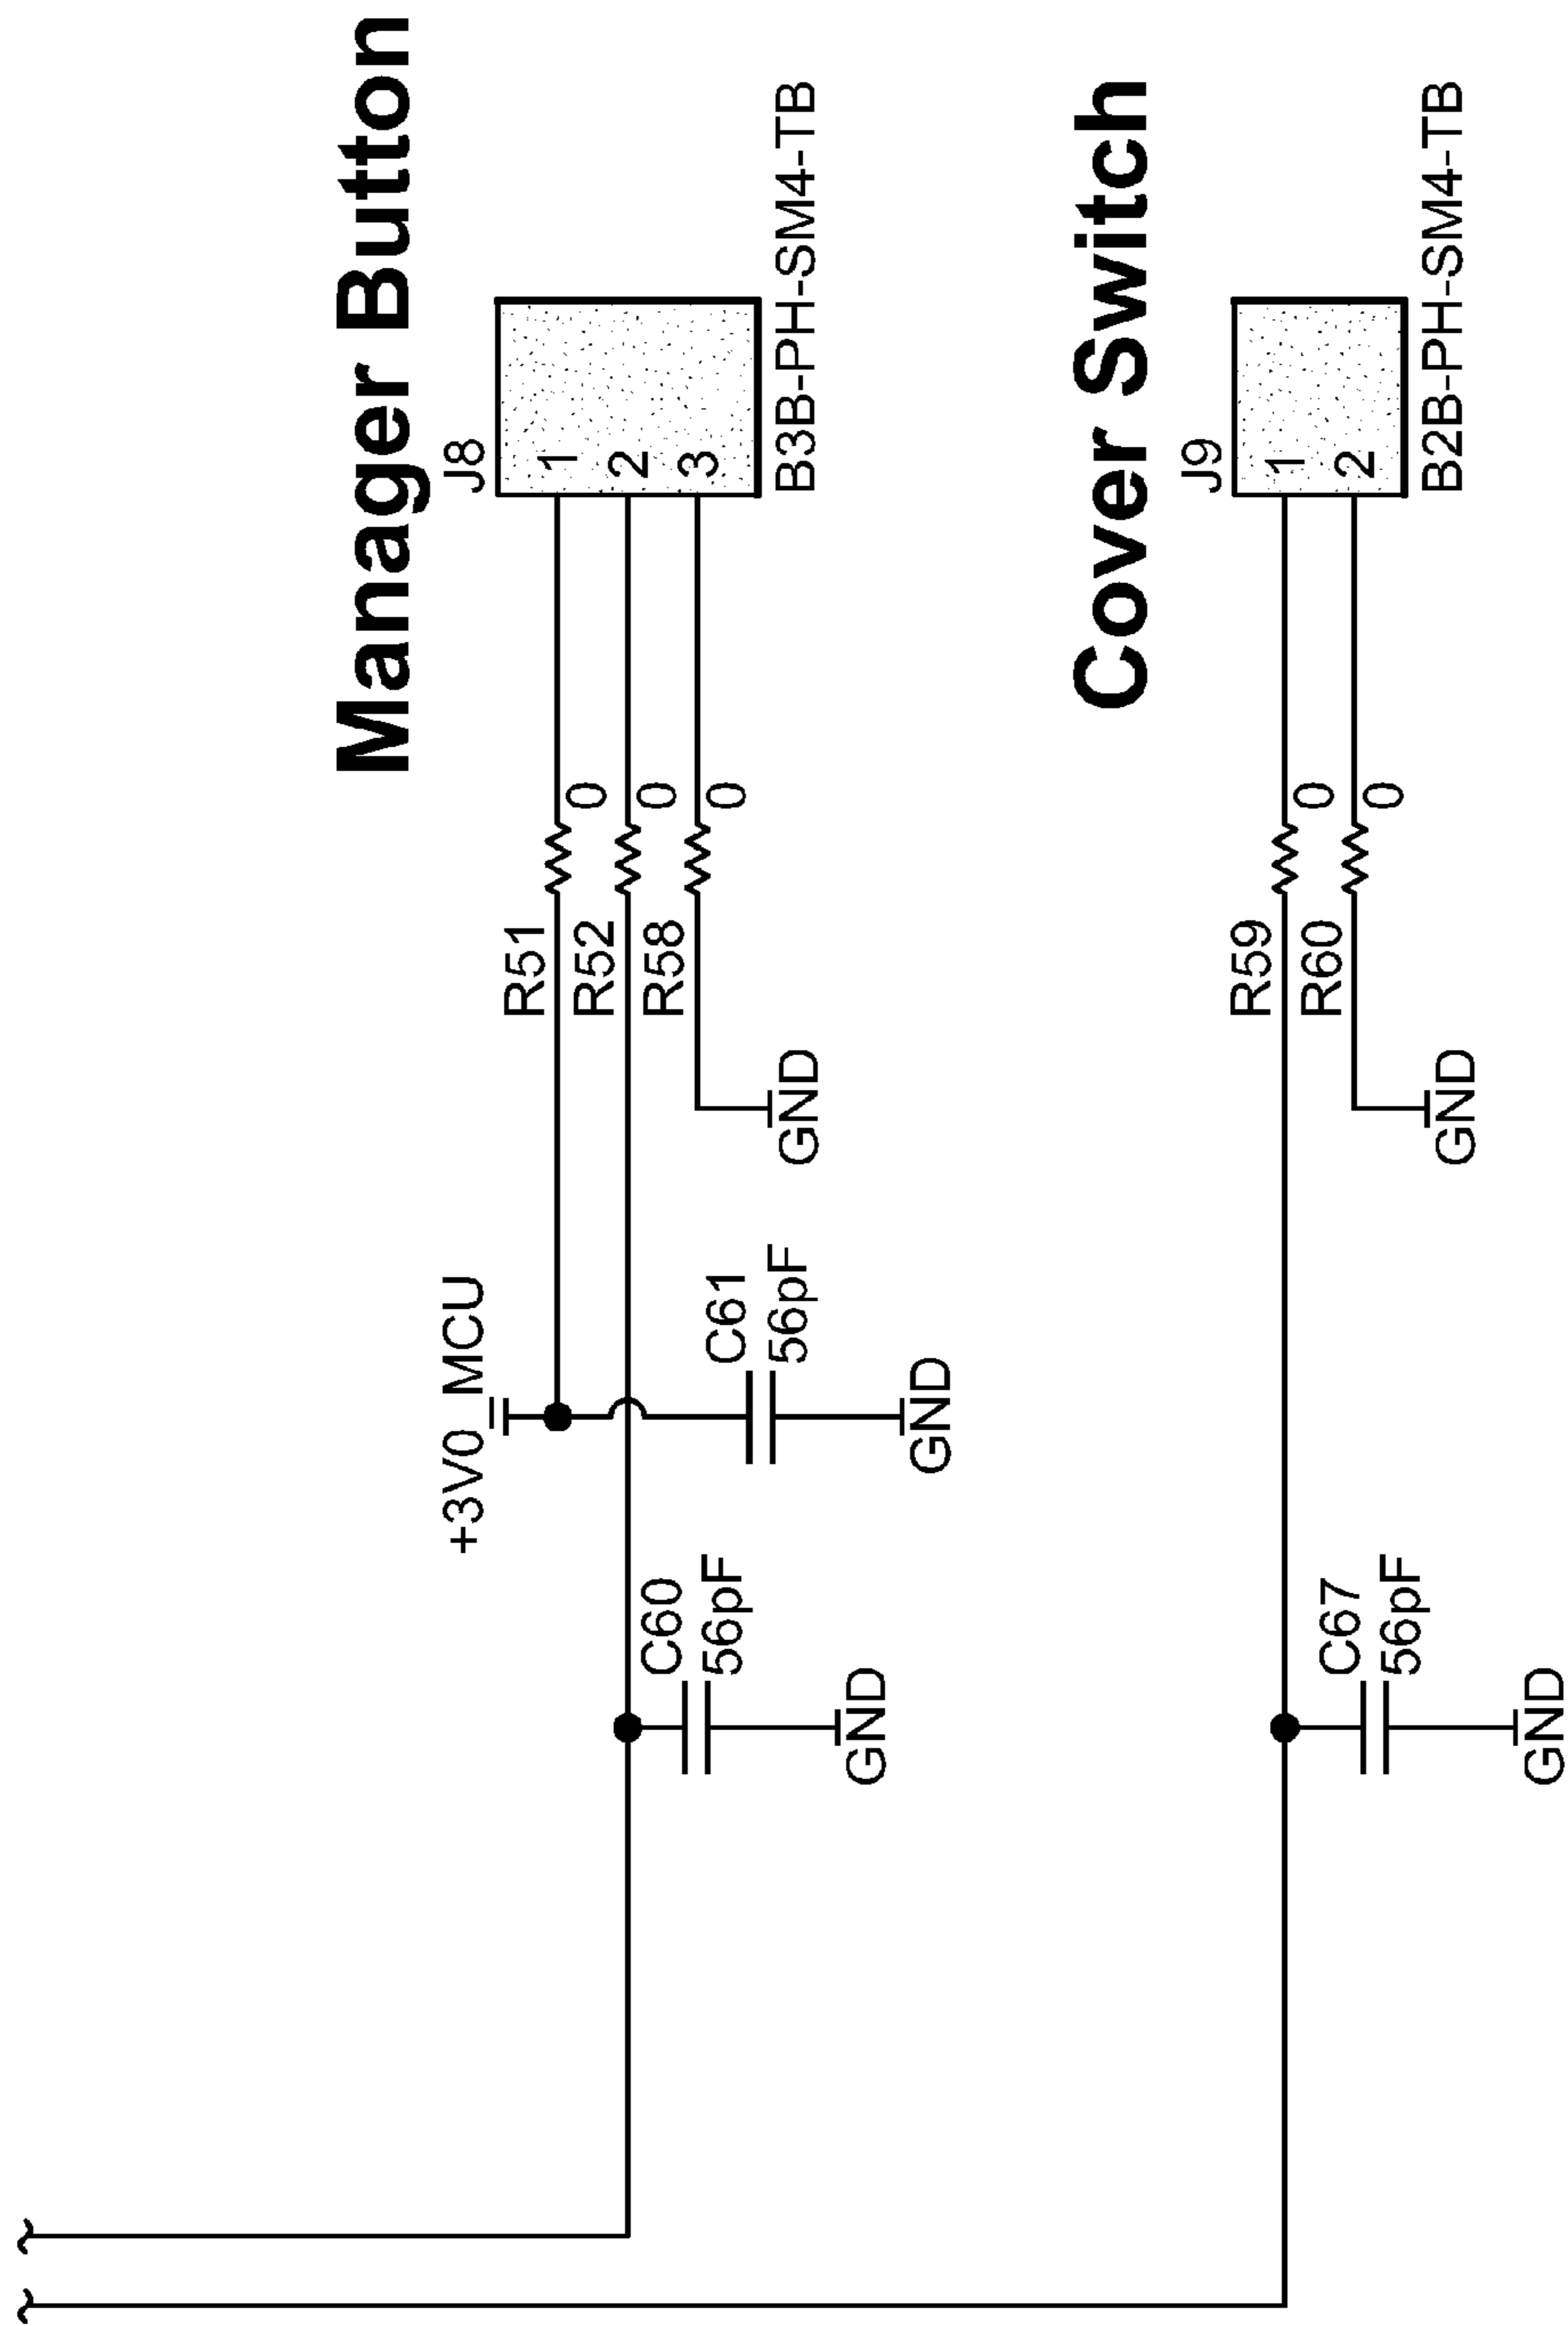 Manager Button
J8
1
2
3
B3B-PH-SM4-TB
R51
0
R52
0
R58
0
GND
+3V0_MCU
C61
56pF
GND
C60
56pF
GND
Cover Switch
J9
1
2
B2B-PH-SM4-TB
R59
0
R60
0
GND
C67
56pF
GND